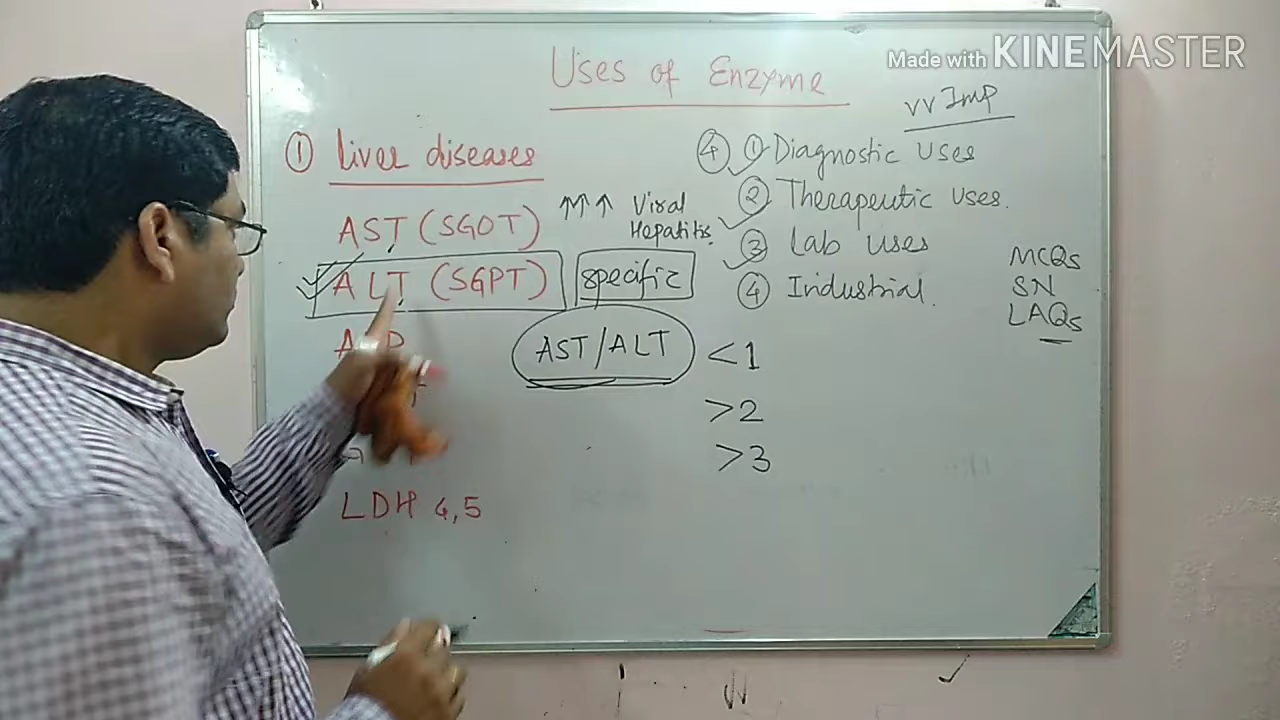 Made with KINEMASTER
Uses of Enzyme
vv Imp
① Liver diseases
AST (SGOT) ↑↑↑ ↑ Viral Hepatitis.
ALT (SGPT) specific
AST/ALT <1
>2
>3
LDH 4,5
④ ① Diagnostic Uses
② Therapeutic Uses.
③ Lab Uses
④ Industrial.
MCQs
SN
LAQs